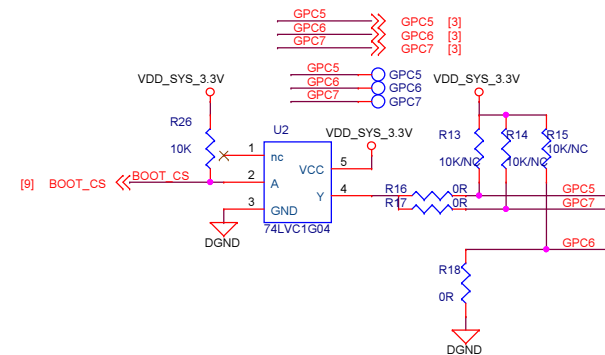 GPC5
GPC5 [3]
GPC6
GPC6 [3]
GPC7
GPC7 [3]
GPC5
GPC5
GPC6
GPC6
GPC7
GPC7
VDD_SYS_3.3V
VDD_SYS_3.3V
R26
10K
U2
VDD_SYS_3.3V
R13
R14
R15
10K/NC
10K/NC
10K/NC
1
nc
VCC
5
[9] BOOT_CS
BOOT_CS
2
A
Y
4
R16
0R
GPC5
R17
0R
GPC7
3
GND
74LVC1G04
DGND
GPC6
R18
0R
DGND